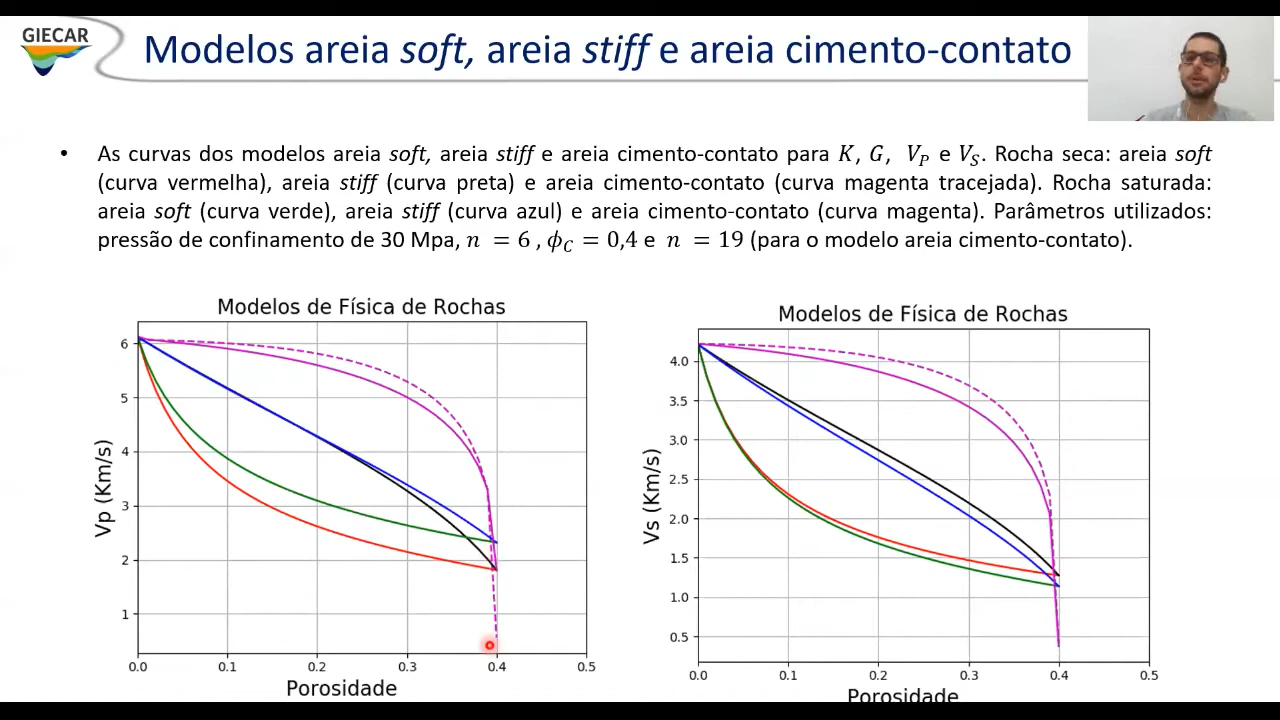 GIECAR
Modelos areia soft, areia stiff e areia cimento-contato
• As curvas dos modelos areia soft, areia stiff e areia cimento-contato para K, G, V_P e V_S. Rocha seca: areia soft
(curva vermelha), areia stiff (curva preta) e areia cimento-contato (curva magenta tracejada). Rocha saturada:
areia soft (curva verde), areia stiff (curva azul) e areia cimento-contato (curva magenta). Parâmetros utilizados:
pressão de confinamento de 30 Mpa, n = 6 , ϕ_C = 0,4 e n = 19 (para o modelo areia cimento-contato).
Modelos de Física de Rochas
Vp (Km/s)
6
5
4
3
2
1
0.0 0.1 0.2 0.3 0.4 0.5
Porosidade
Modelos de Física de Rochas
Vs (Km/s)
4.0
3.5
3.0
2.5
2.0
1.5
1.0
0.5
0.0 0.1 0.2 0.3 0.4 0.5
Porosidade